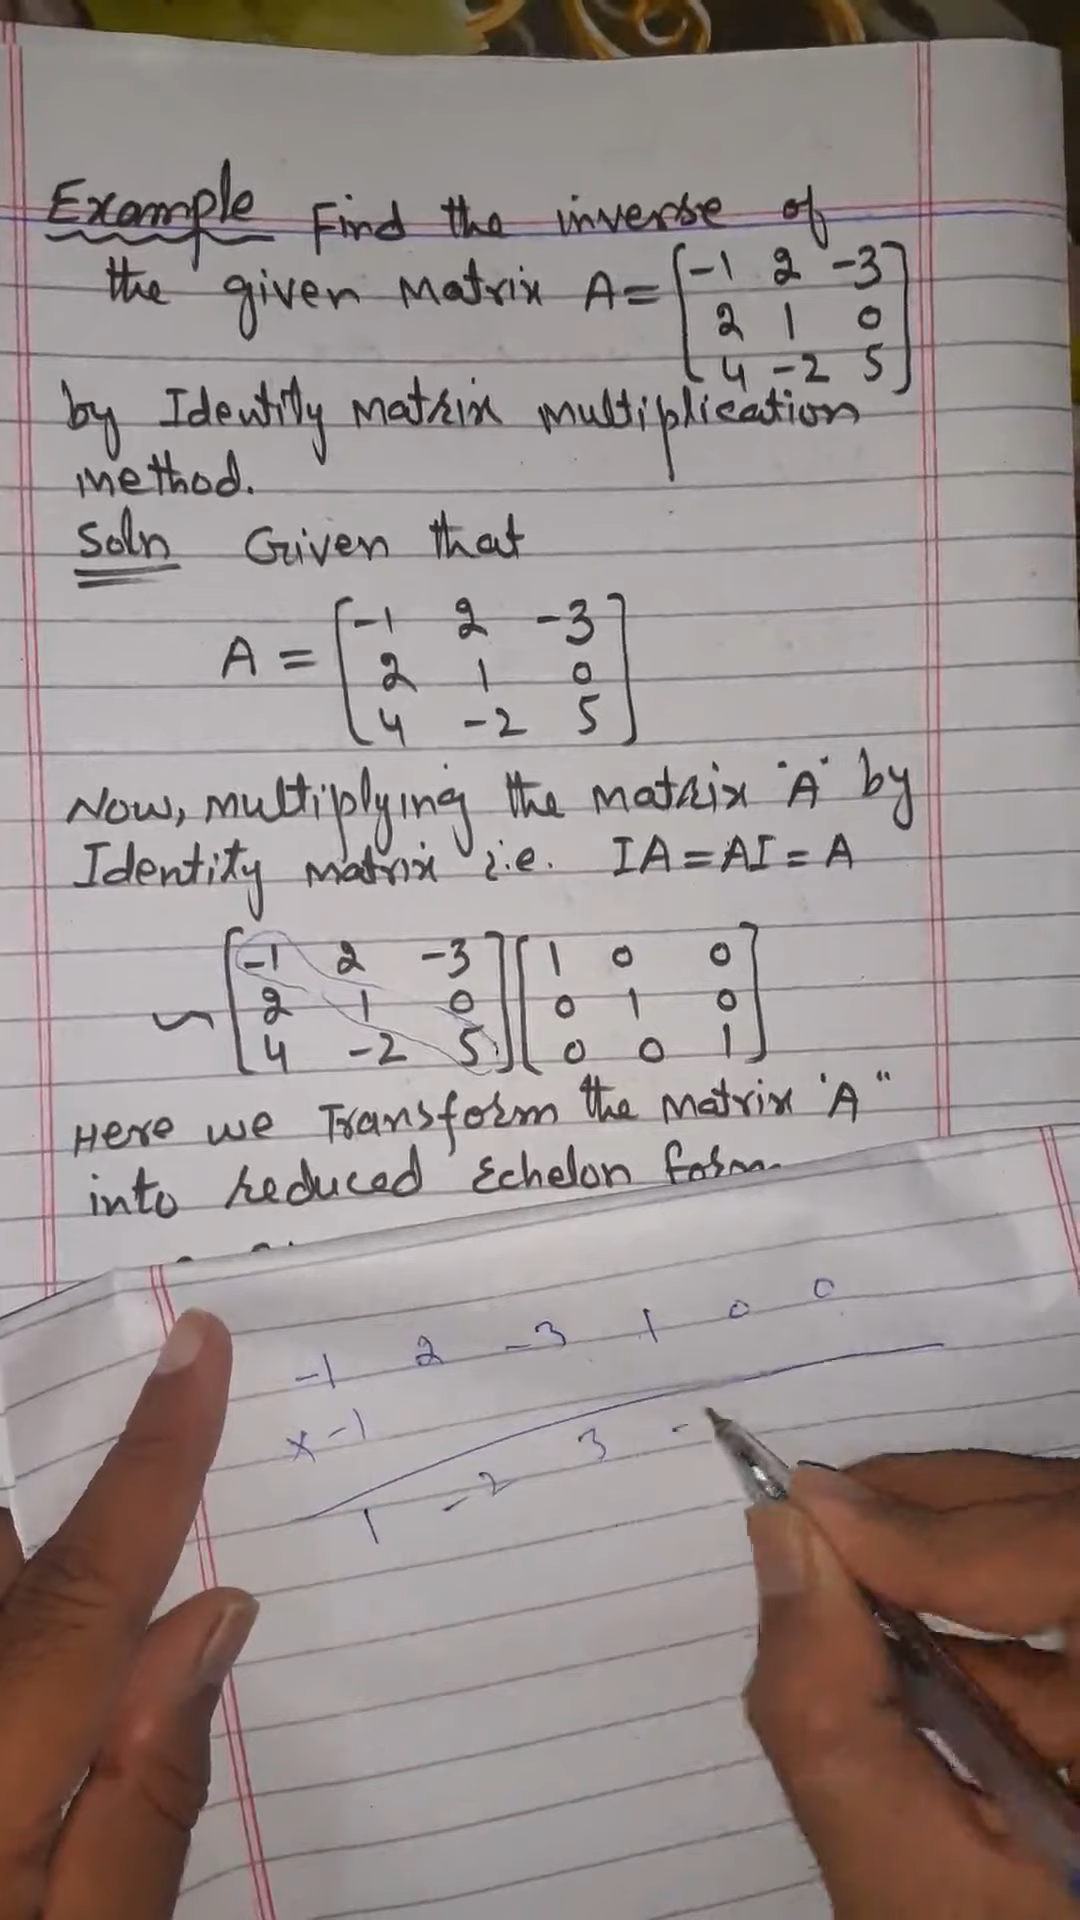 Example Find the inverse of
the given Matrix A = [-1 2 -3
2 1 0
4 -2 5]
by Identity Matrix multiplication
method.
Soln Given that
A = [-1 2 -3
2 1 0
4 -2 5]
Now, multiplying the matrix "A" by
Identity matrix i.e. IA = AI = A
~ [-1 2 -3] [1 0 0]
[2 1 0] [0 1 0]
[4 -2 5] [0 0 1]
Here we Transform the Matrix "A"
into reduced Echelon form
-1 2 -3 1 0 0
x -1
1 -2 3 -